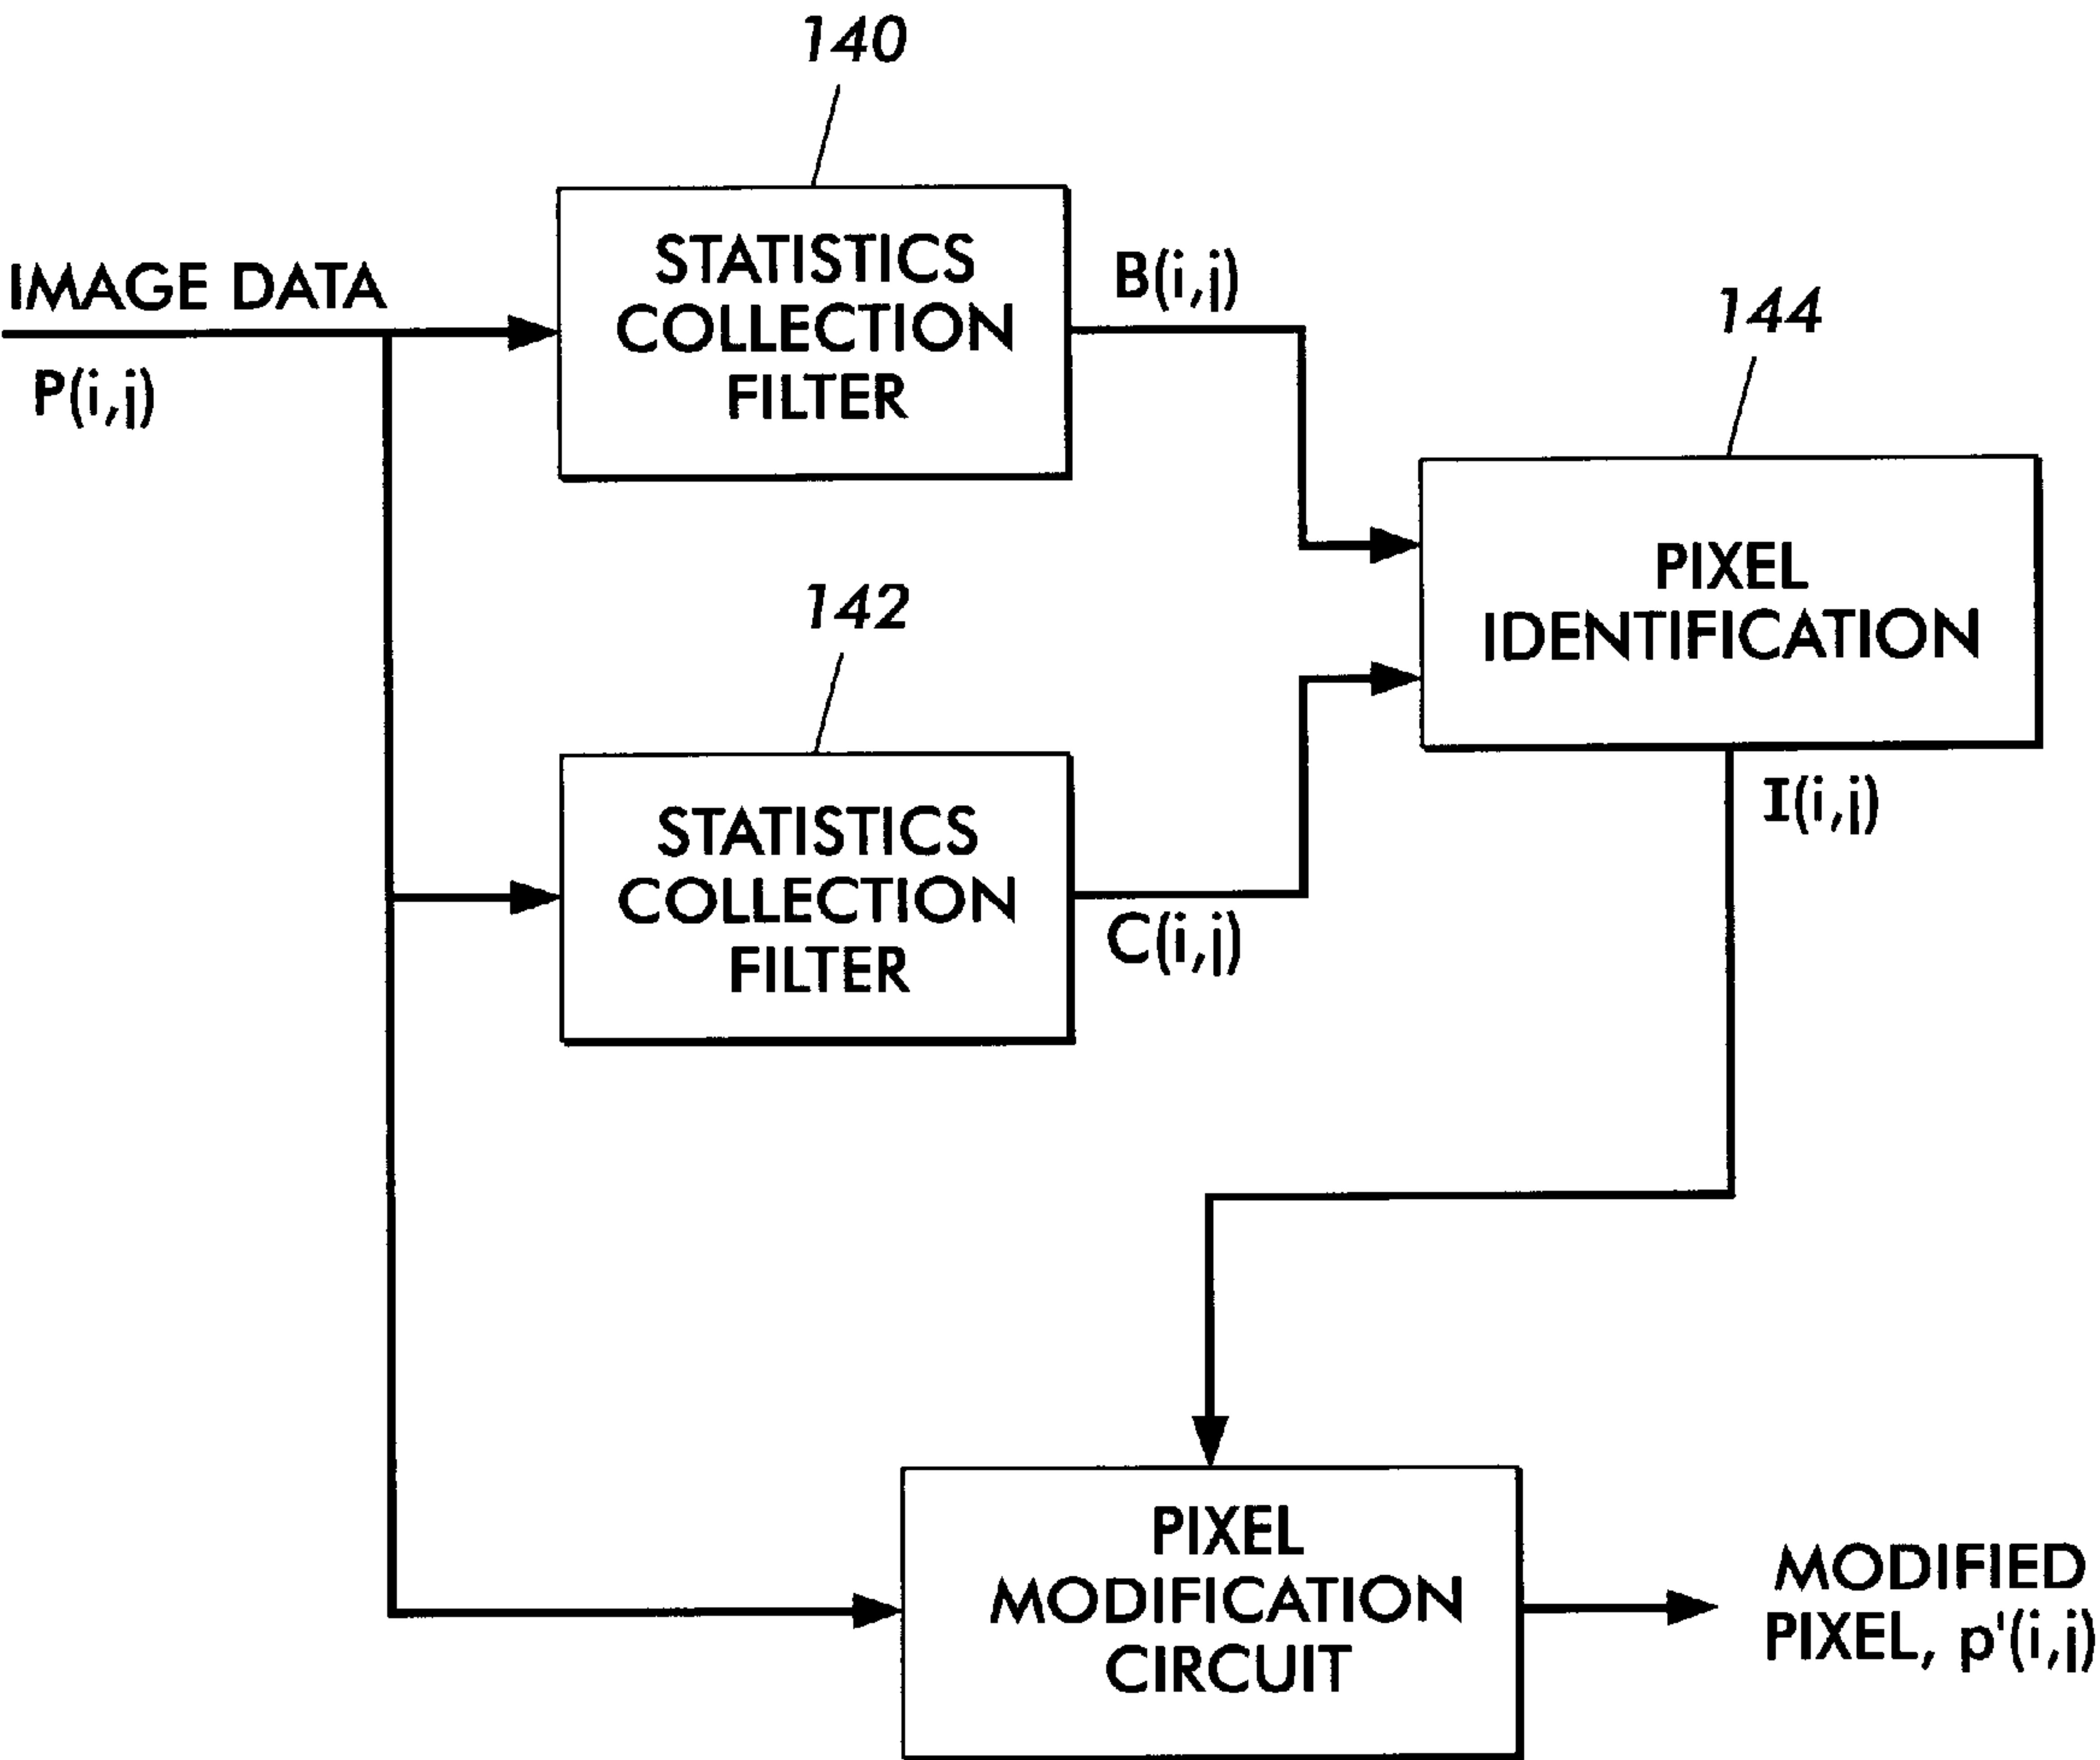 140
STATISTICS
COLLECTION
FILTER
IMAGE DATA
P(i,j)
B(i,j)
144
PIXEL
IDENTIFICATION
142
STATISTICS
COLLECTION
FILTER
C(i,j)
I(i,j)
PIXEL
MODIFICATION
CIRCUIT
MODIFIED
PIXEL, p'(i,j)